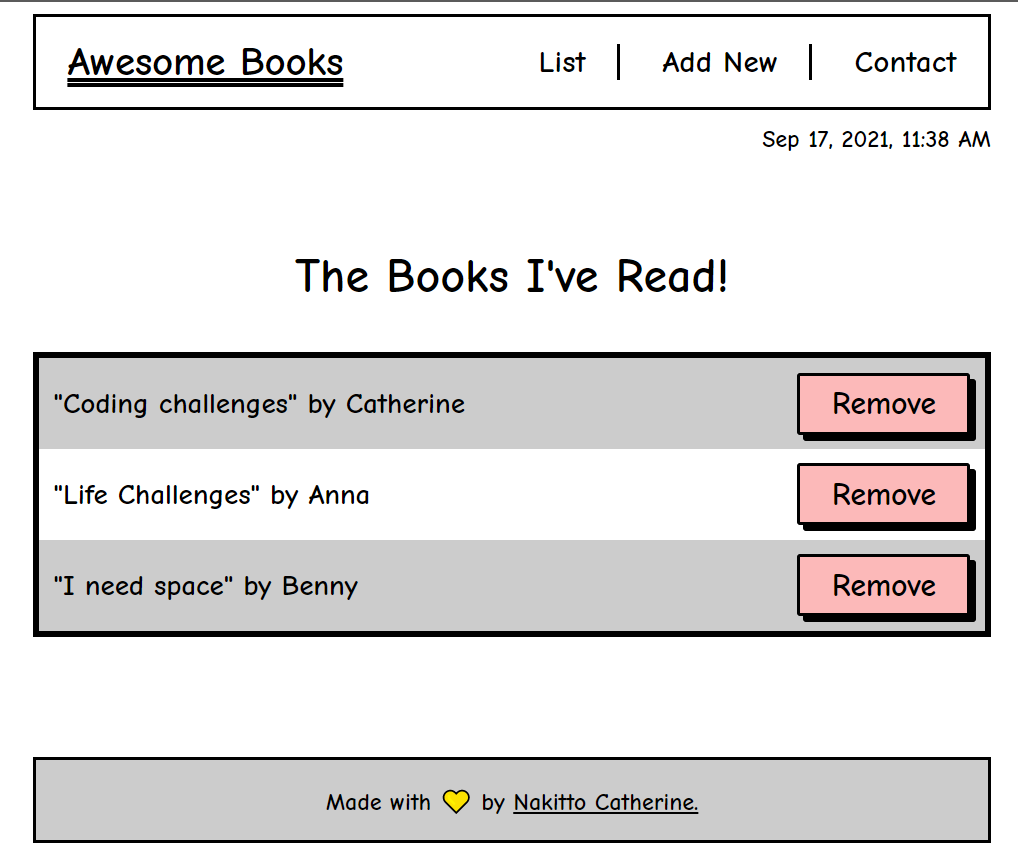 Awesome Books List Add New Contact
Sep 17, 2021, 11:38 AM
The Books I've Read!
"Coding challenges" by Catherine Remove
"Life Challenges" by Anna Remove
"I need space" by Benny Remove
Made with 💛 by Nakitto Catherine.